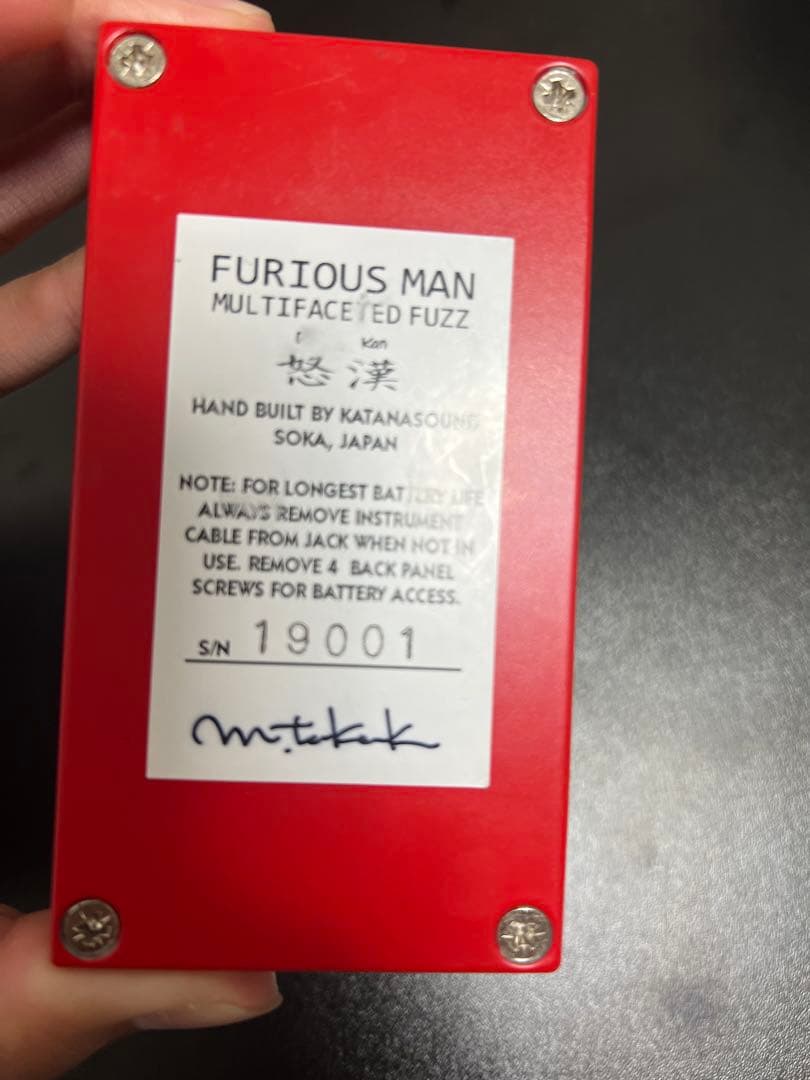 FURIOUS MAN
MULTIFACETED FUZZ
Kan
怒漢
HAND BUILT BY KATANASOUND
SOKA, JAPAN
NOTE: FOR LONGEST BATTERY LIFE
ALWAYS REMOVE INSTRUMENT
CABLE FROM JACK WHEN NOT IN
USE. REMOVE 4 BACK PANEL
SCREWS FOR BATTERY ACCESS.
S/N 19001